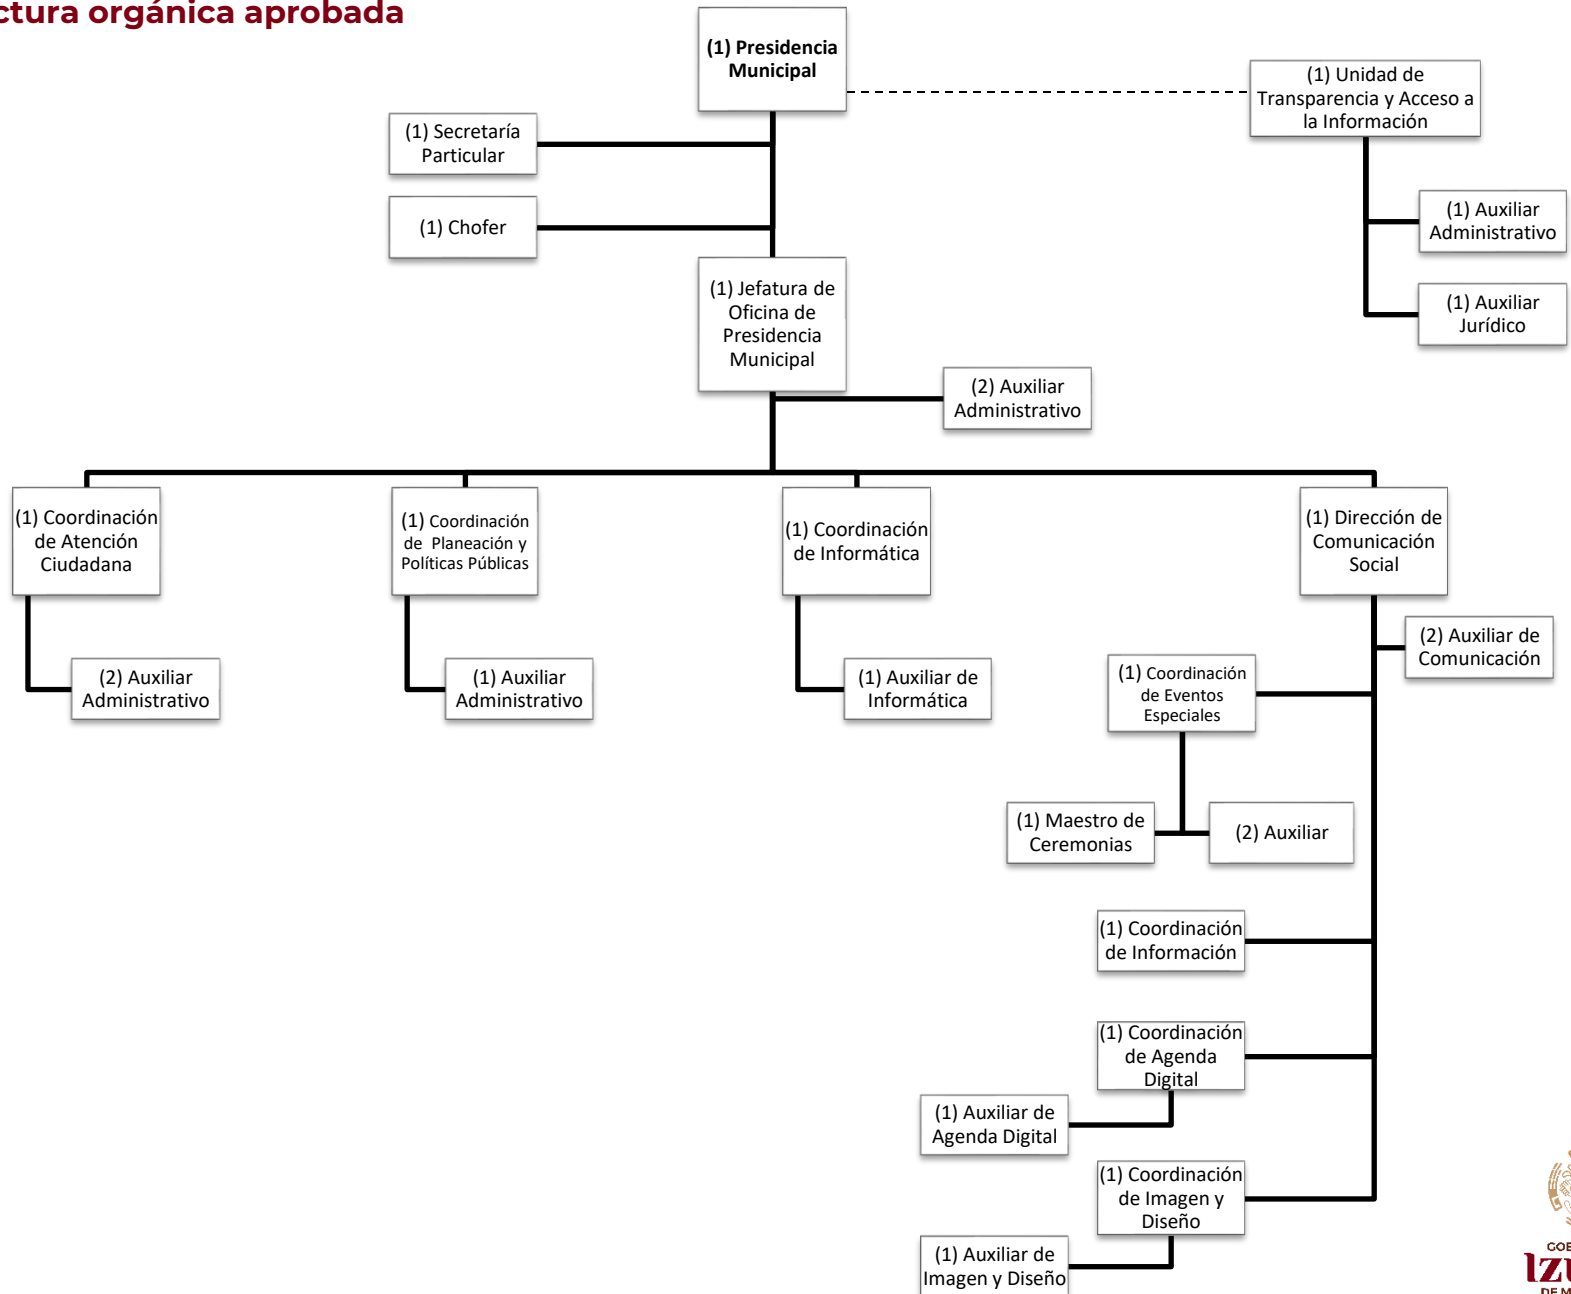 ctura orgánica aprobada
(1) Presidencia
Municipal
(1) Unidad de
Transparencia y Acceso a
la Información
(1) Secretaría
Particular
(1) Chofer
(1) Auxiliar
Administrativo
(1) Auxiliar
Jurídico
(1) Jefatura de
Oficina de
Presidencia
Municipal
(2) Auxiliar
Administrativo
(1) Coordinación
de Atención
Ciudadana
(1) Coordinación
de Planeación y
Políticas Públicas
(1) Coordinación
de Informática
(1) Dirección de
Comunicación
Social
(2) Auxiliar
Administrativo
(1) Auxiliar
Administrativo
(1) Auxiliar de
Informática
(2) Auxiliar de
Comunicación
(1) Coordinación
de Eventos
Especiales
(1) Maestro de
Ceremonias
(2) Auxiliar
(1) Coordinación
de Información
(1) Coordinación
de Agenda
Digital
(1) Auxiliar de
Agenda Digital
(1) Coordinación
de Imagen y
Diseño
(1) Auxiliar de
Imagen y Diseño